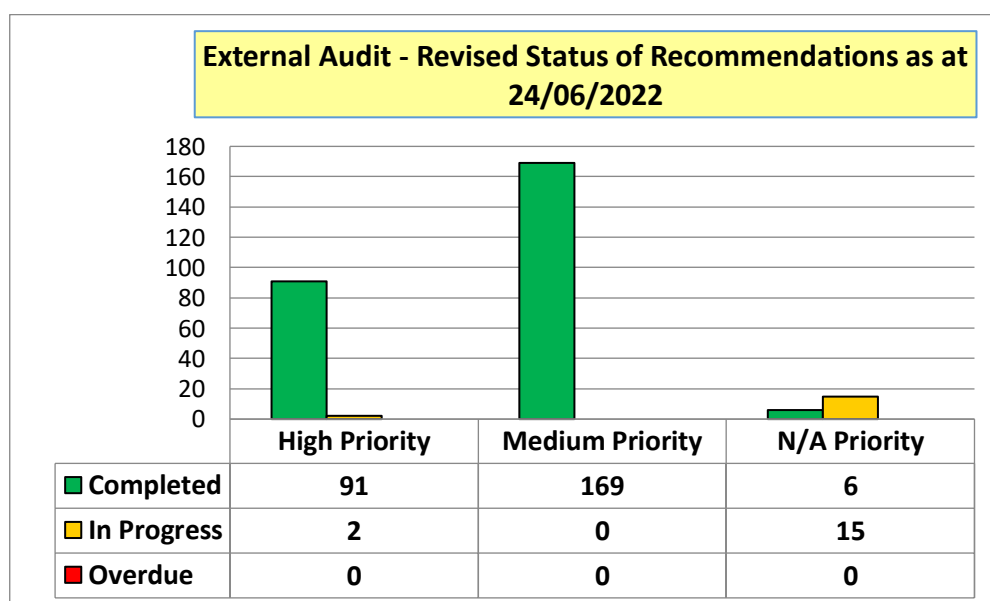 External Audit - Revised Status of Recommendations as at
24/06/2022
180
160
140
120
100
80
60
40
20
0
High Priority Medium Priority N/A Priority
Completed 91 169 6
In Progress 2 0 15
Overdue 0 0 0